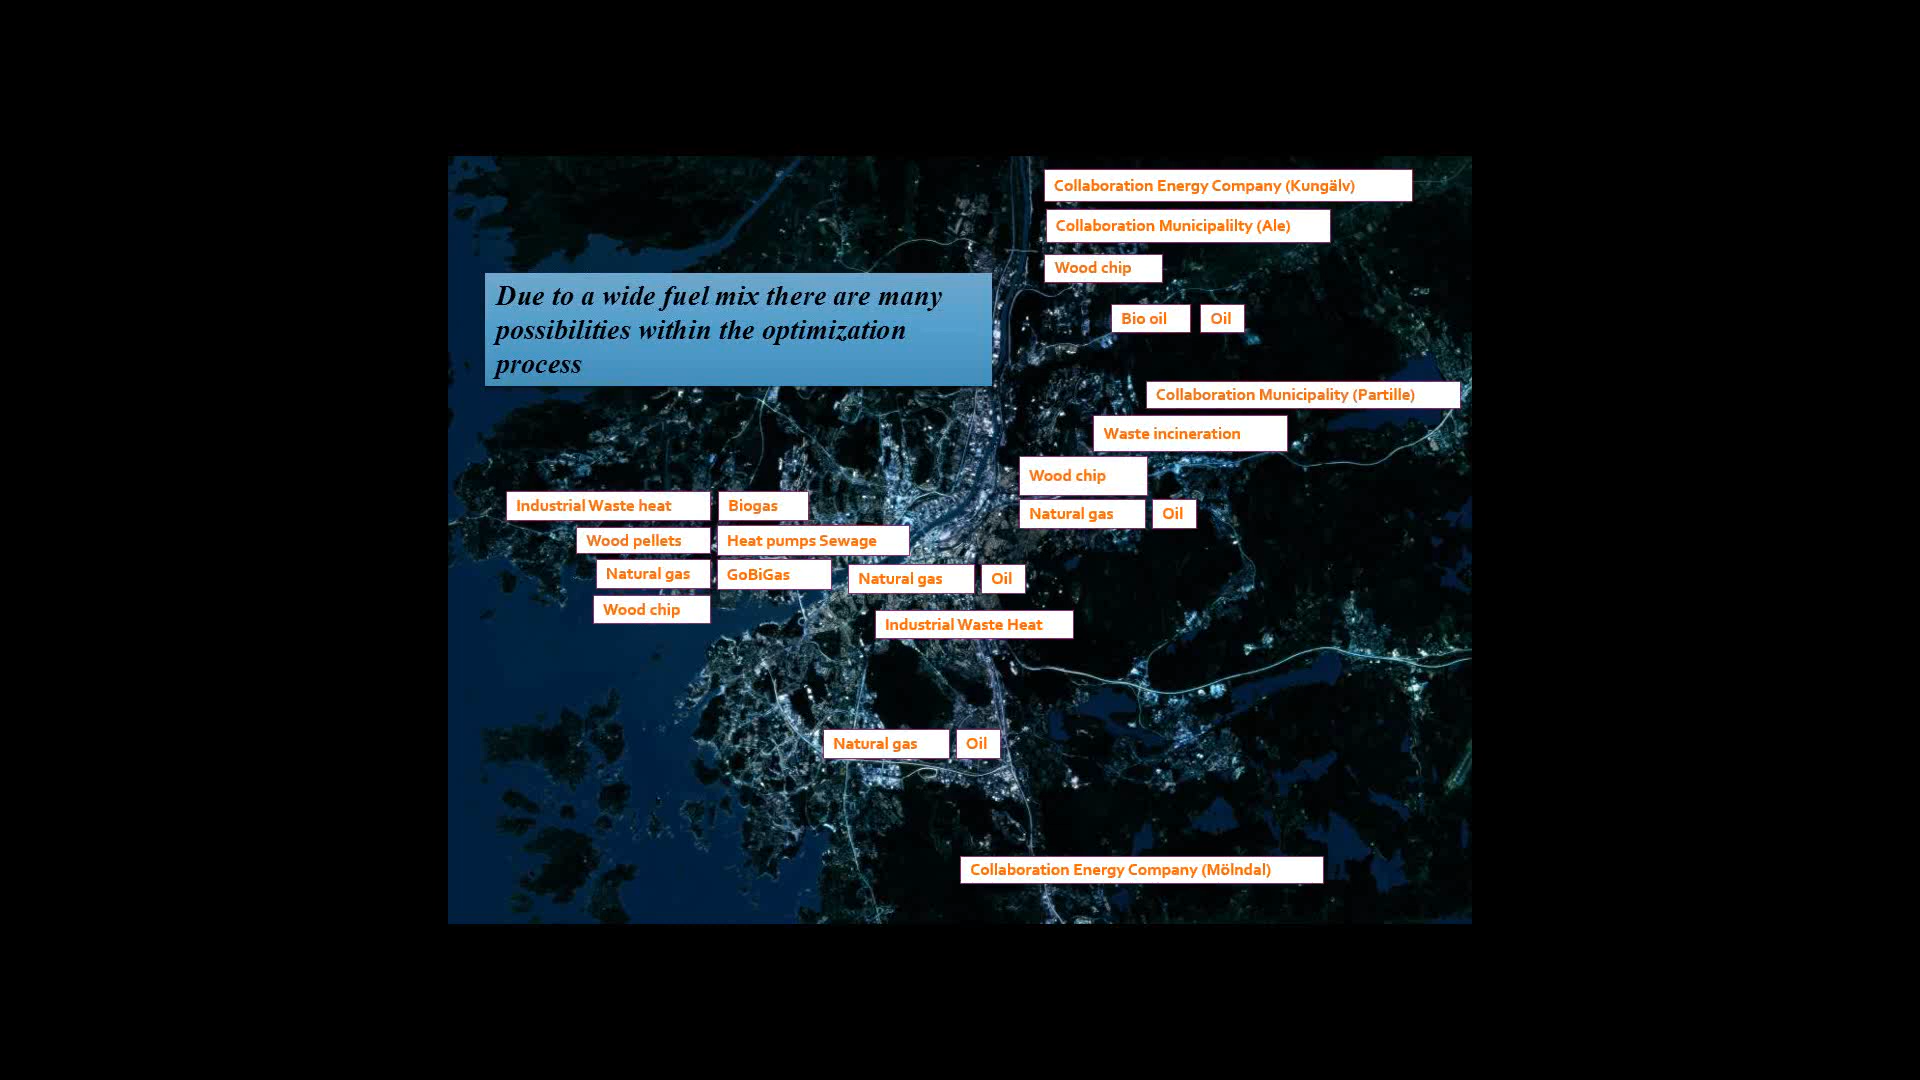 Collaboration Energy Company (Kungälv)
Collaboration Municipalilty (Ale)
Wood chip
Due to a wide fuel mix there are many
possibilities within the optimization
process
Bio oil
Oil
Collaboration Municipality (Partille)
Waste incineration
Wood chip
Natural gas
Oil
Industrial Waste heat
Biogas
Wood pellets
Heat pumps Sewage
Natural gas
GoBiGas
Wood chip
Natural gas
Oil
Industrial Waste Heat
Natural gas
Oil
Collaboration Energy Company (Mölndal)